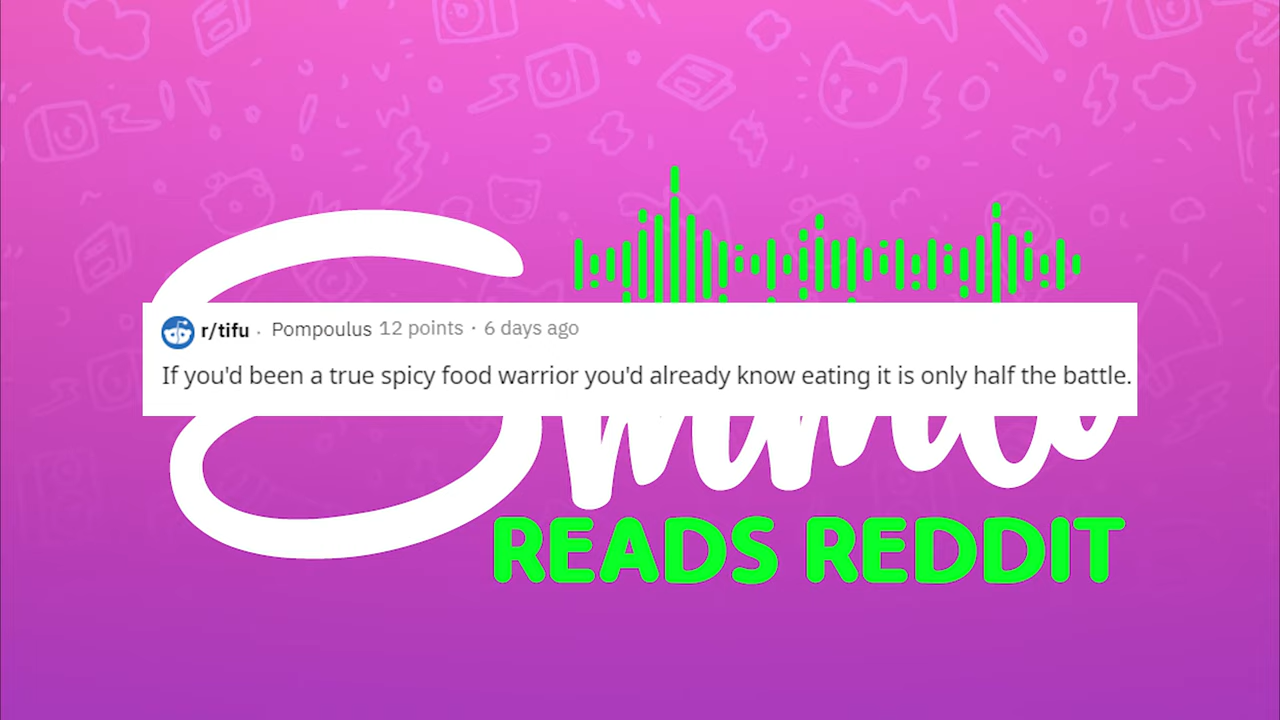 r/tifu · Pompoulus 12 points · 6 days ago
If you'd been a true spicy food warrior you'd already know eating it is only half the battle.
READS REDDIT